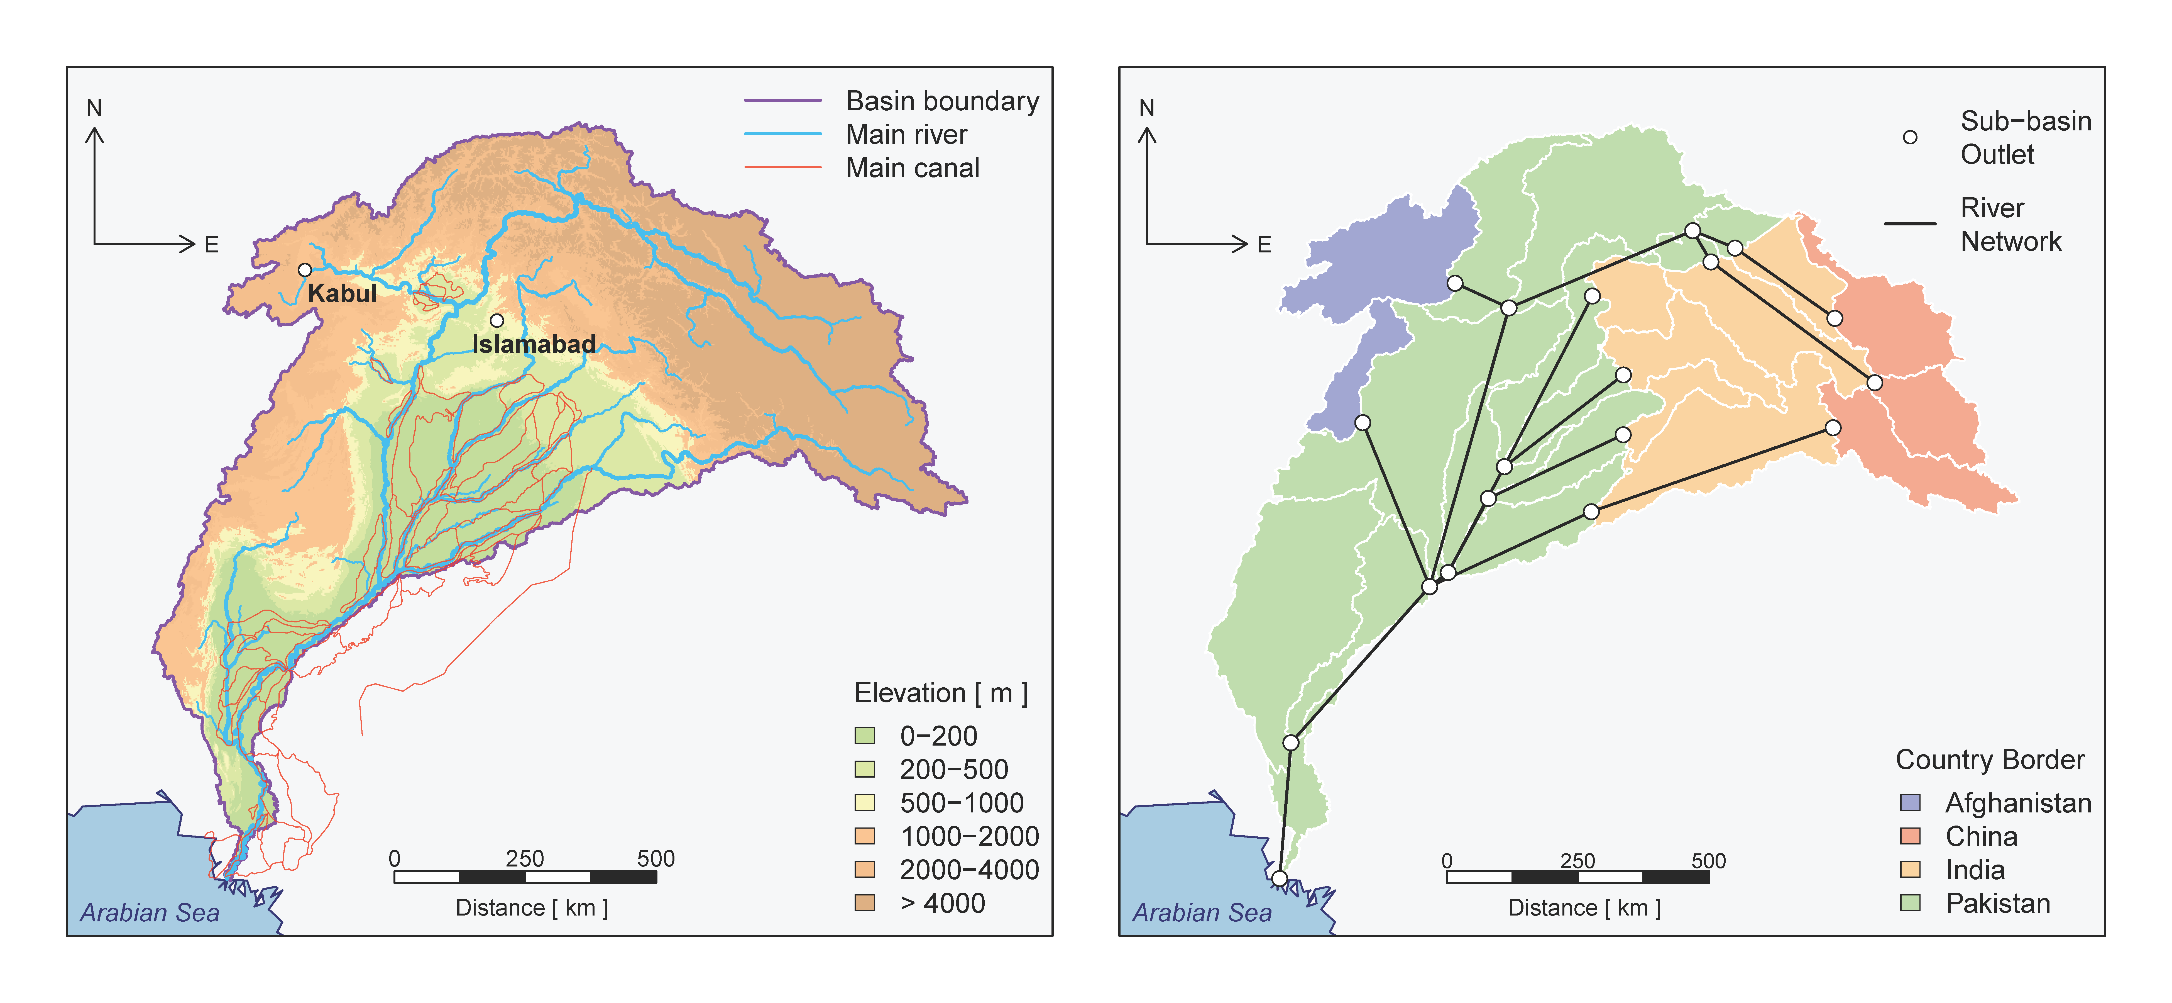 N
E
Basin boundary
Main river
Main canal
Kabul
Islamabad
Elevation [ m ]
0−200
200−500
500−1000
1000−2000
2000−4000
> 4000
0 250 500
Distance [ km ]
Arabian Sea
N
E
Sub−basin
Outlet
River
Network
Country Border
Afghanistan
China
India
Pakistan
0 250 500
Distance [ km ]
Arabian Sea